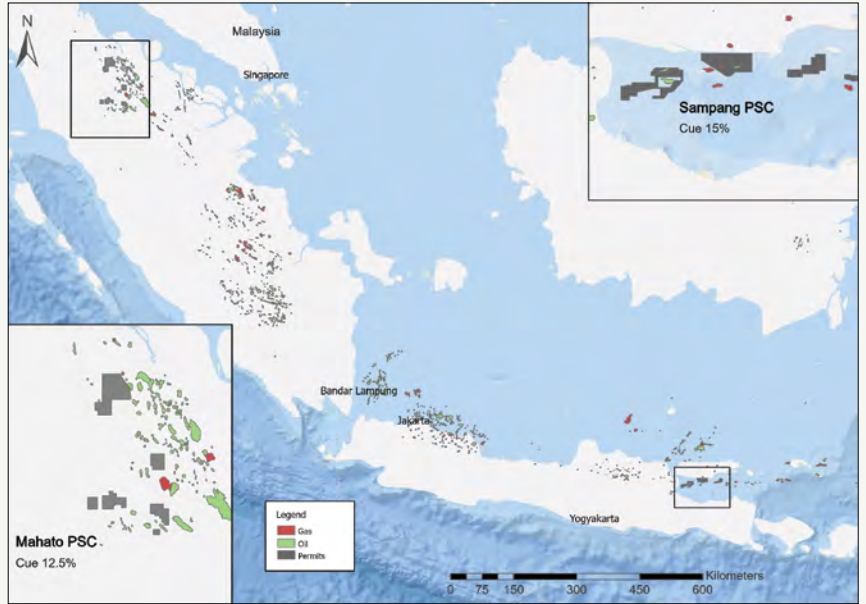 N
Malaysia
Singapore
Sampang PSC
Cue 15%
Bandar Lampung
Jakarta
Yogyakarta
Mahato PSC
Cue 12.5%
Legend
Gas
Oil
Permits
Kilometers
0 75 150 300 450 600